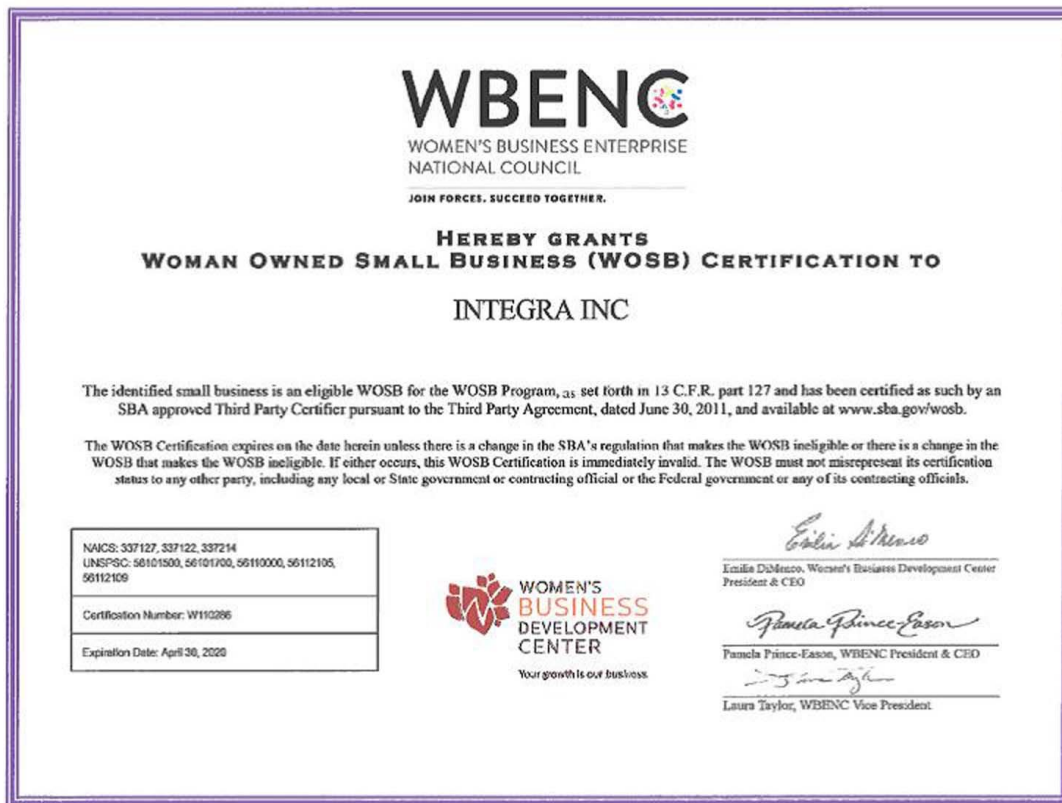 WBENC
WOMEN'S BUSINESS ENTERPRISE
NATIONAL COUNCIL
JOIN FORCES. SUCCEED TOGETHER.
HEREBY GRANTS
WOMAN OWNED SMALL BUSINESS (WOSB) CERTIFICATION TO
INTEGRA INC
The identified small business is an eligible WOSB for the WOSB Program, as set forth in 13 C.F.R. part 127 and has been certified as such by an
SBA approved Third Party Certifier pursuant to the Third Party Agreement, dated June 30, 2011, and available at www.sba.gov/wosb.
The WOSB Certification expires on the date herein unless there is a change in the SBA's regulation that makes the WOSB ineligible or there is a change in the
WOSB that makes the WOSB ineligible. If either occurs, this WOSB Certification is immediately invalid. The WOSB must not misrepresent its certification
status to any other party, including any local or State government or contracting official or the Federal government or any of its contracting officials.
NAICS: 337127, 337122, 337214
UNSPSC: 56101500, 56101700, 56110000, 56112105,
56112109
Certification Number: W110286
Expiration Date: April 30, 2020
WOMEN'S
BUSINESS
DEVELOPMENT
CENTER
Your growth is our business.
Emilie DiMenco, Women's Business Development Center
President & CEO
Pamela Prince-Eason
Pamela Prince-Eason, WBENC President & CEO
Laura Taylor, WBENC Vice President